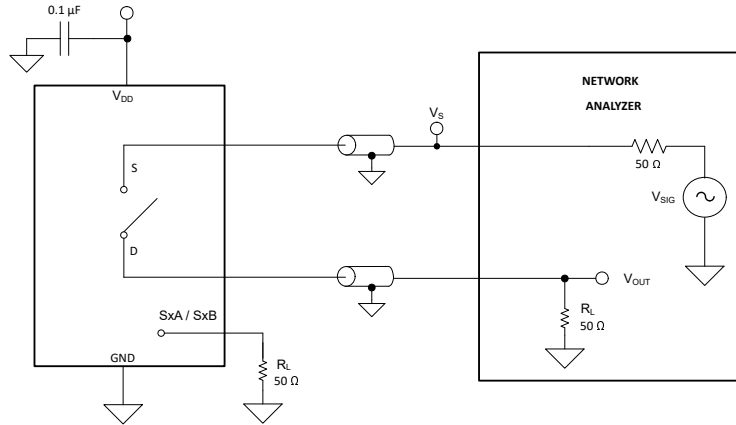 0.1 µF
VDD
NETWORK
ANALYZER
VS
S
50 Ω
VSIG
D
VOUT
SxA / SxB
RL
50 Ω
GND
RL
50 Ω